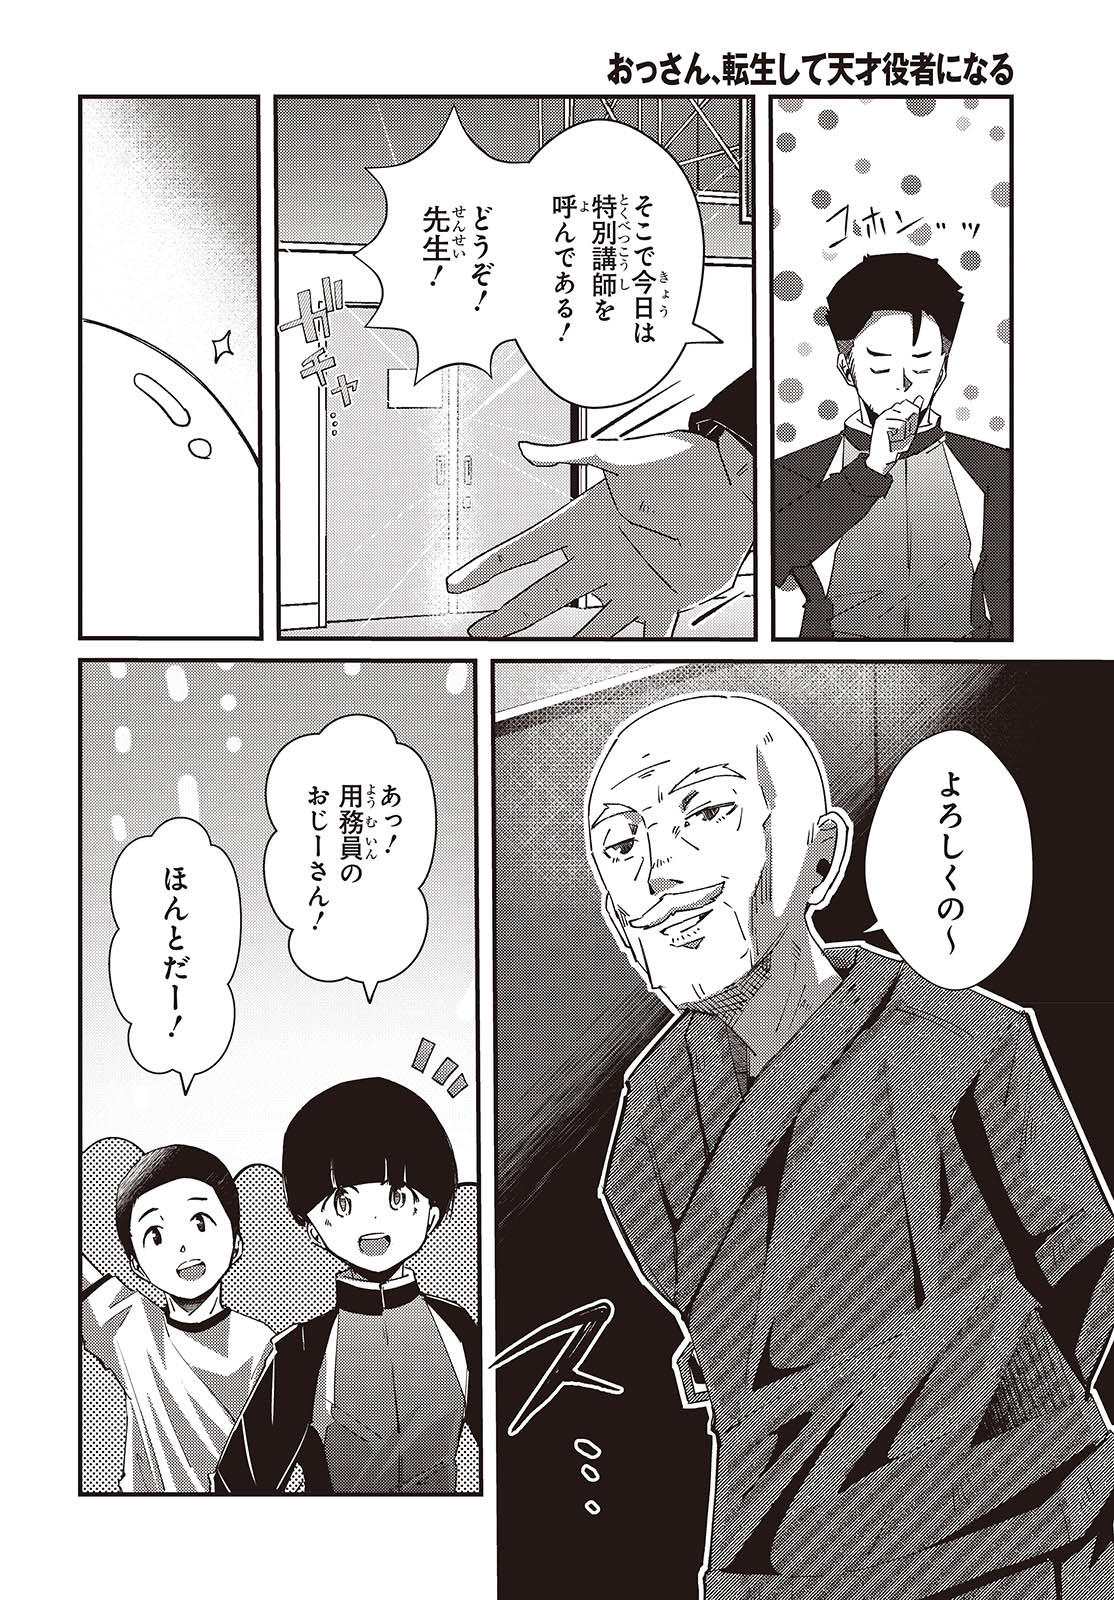 おっさん、転生して天才役者になる
コホンッ
そこで今日は
特別講師を
呼んである!
どうぞ!
先生!
ガチャ…
よろしくの〜
ス…
あっ!
用務員の
おじーさん!
ほんとだー!